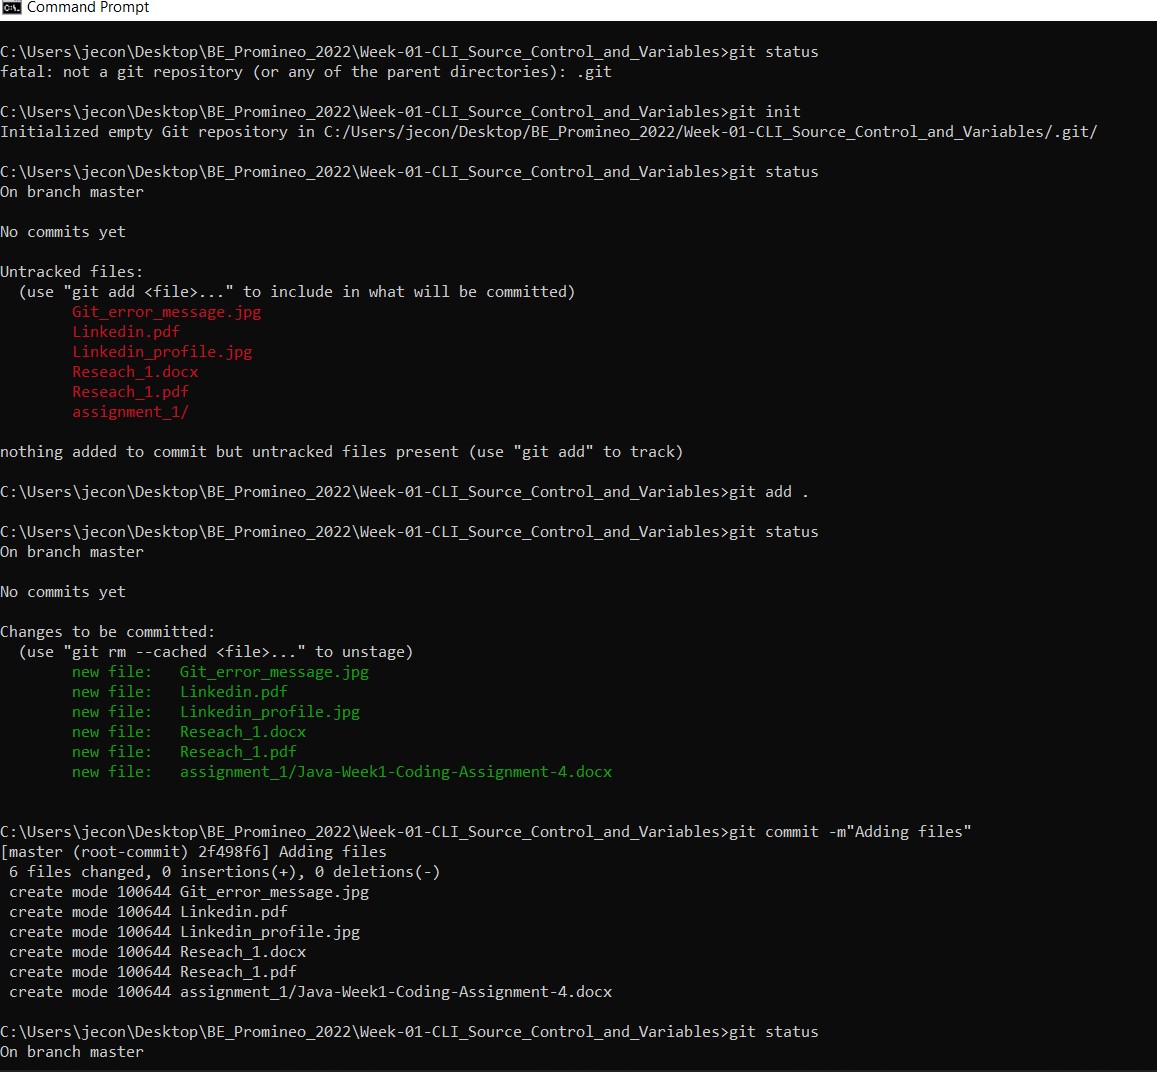 Command Prompt
C:\Users\jecon\Desktop\BE_Promineo_2022\Week-01-CLI_Source_Control_and_Variables>git status
fatal: not a git repository (or any of the parent directories): .git
C:\Users\jecon\Desktop\BE_Promineo_2022\Week-01-CLI_Source_Control_and_Variables>git init
Initialized empty Git repository in C:/Users/jecon/Desktop/BE_Promineo_2022/Week-01-CLI_Source_Control_and_Variables/.git/
C:\Users\jecon\Desktop\BE_Promineo_2022\Week-01-CLI_Source_Control_and_Variables>git status
On branch master
No commits yet
Untracked files:
  (use "git add <file>..." to include in what will be committed)
        Git_error_message.jpg
        Linkedin.pdf
        Linkedin_profile.jpg
        Reseach_1.docx
        Reseach_1.pdf
        assignment_1/
nothing added to commit but untracked files present (use "git add" to track)
C:\Users\jecon\Desktop\BE_Promineo_2022\Week-01-CLI_Source_Control_and_Variables>git add .
C:\Users\jecon\Desktop\BE_Promineo_2022\Week-01-CLI_Source_Control_and_Variables>git status
On branch master
No commits yet
Changes to be committed:
  (use "git rm --cached <file>..." to unstage)
        new file:   Git_error_message.jpg
        new file:   Linkedin.pdf
        new file:   Linkedin_profile.jpg
        new file:   Reseach_1.docx
        new file:   Reseach_1.pdf
        new file:   assignment_1/Java-Week1-Coding-Assignment-4.docx
C:\Users\jecon\Desktop\BE_Promineo_2022\Week-01-CLI_Source_Control_and_Variables>git commit -m"Adding files"
[master (root-commit) 2f498f6] Adding files
 6 files changed, 0 insertions(+), 0 deletions(-)
 create mode 100644 Git_error_message.jpg
 create mode 100644 Linkedin.pdf
 create mode 100644 Linkedin_profile.jpg
 create mode 100644 Reseach_1.docx
 create mode 100644 Reseach_1.pdf
 create mode 100644 assignment_1/Java-Week1-Coding-Assignment-4.docx
C:\Users\jecon\Desktop\BE_Promineo_2022\Week-01-CLI_Source_Control_and_Variables>git status
On branch master